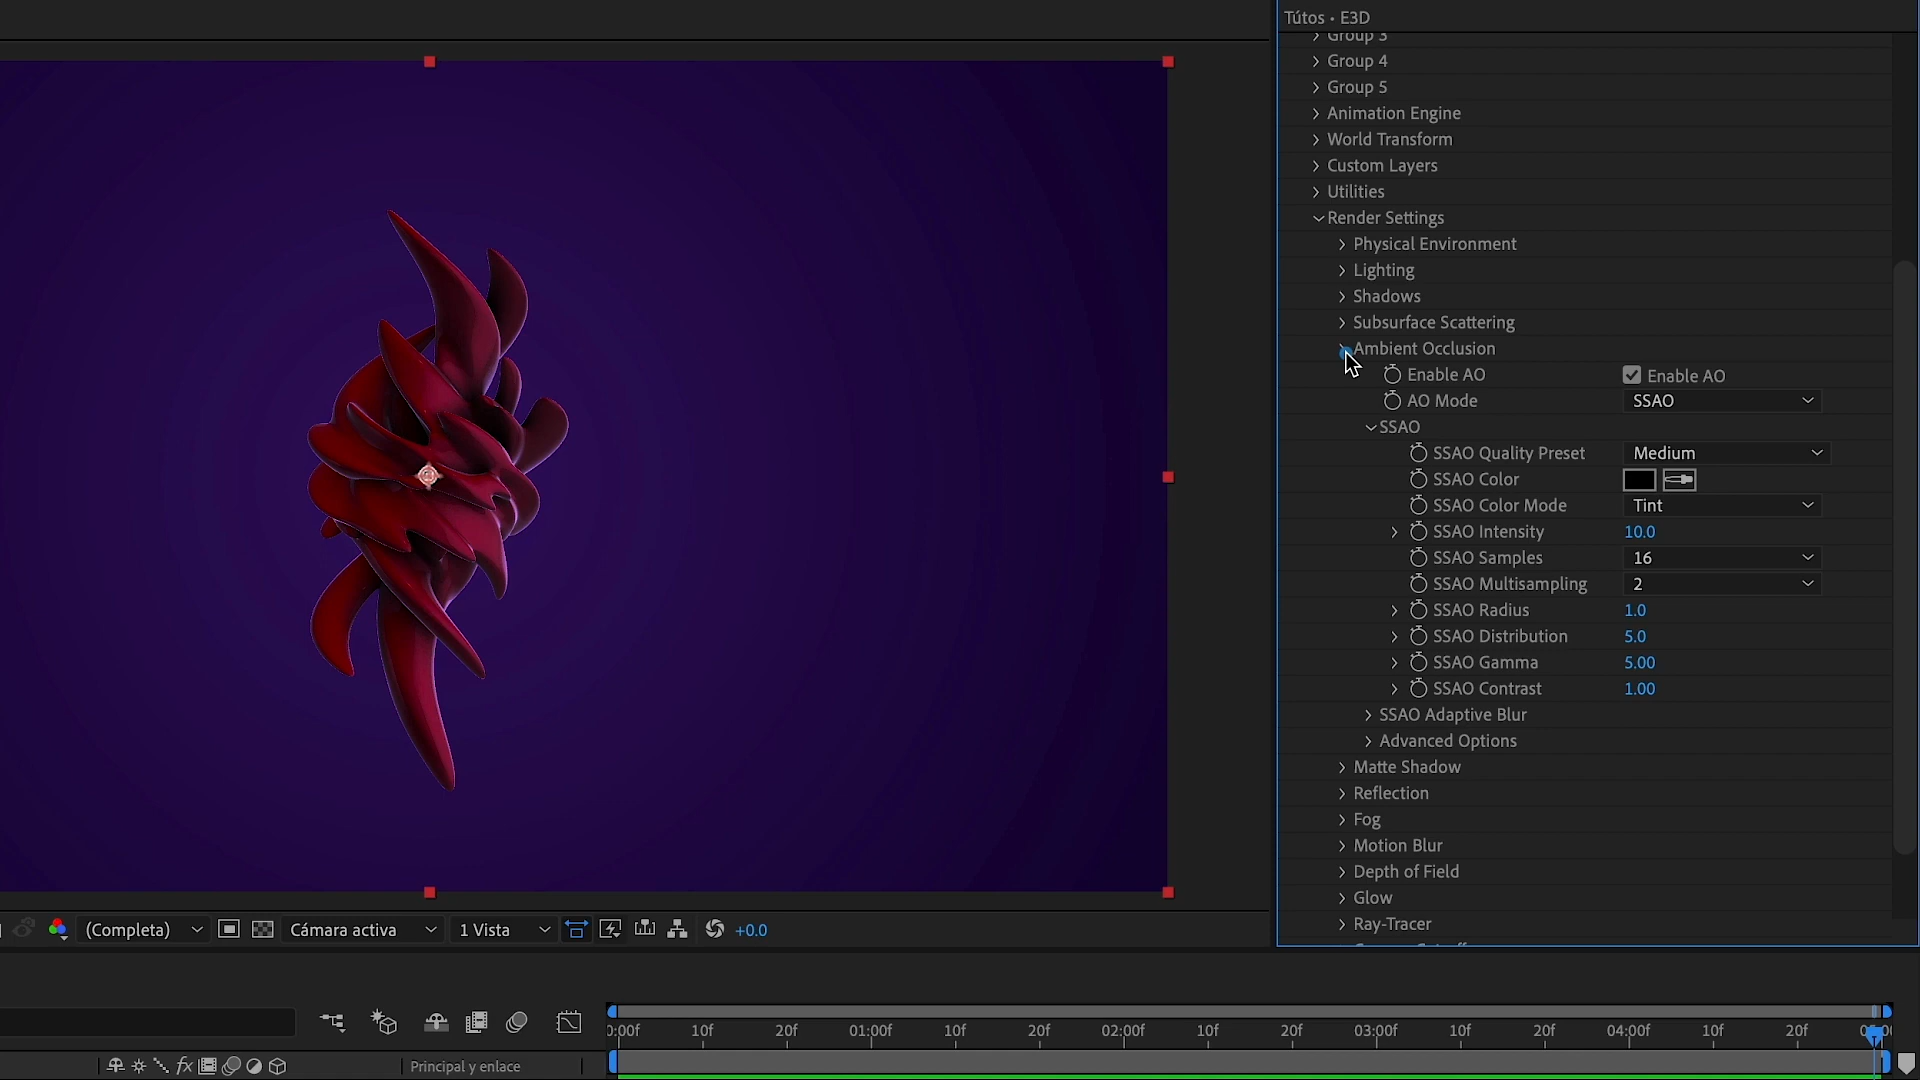 Tútos • E3D
Group 3
Group 4
Group 5
Animation Engine
World Transform
Custom Layers
Utilities
Render Settings
Physical Environment
Lighting
Shadows
Subsurface Scattering
Ambient Occlusion
Enable AO Enable AO
AO Mode SSAO
SSAO
SSAO Quality Preset Medium
SSAO Color
SSAO Color Mode Tint
SSAO Intensity 10.0
SSAO Samples 16
SSAO Multisampling 2
SSAO Radius 1.0
SSAO Distribution 5.0
SSAO Gamma 5.00
SSAO Contrast 1.00
SSAO Adaptive Blur
Advanced Options
Matte Shadow
Reflection
Fog
Motion Blur
Depth of Field
Glow
Ray-Tracer
(Completa) Cámara activa 1 Vista +0.0
0:00f 10f 20f 01:00f 10f 20f 02:00f 10f 20f 03:00f 10f 20f 04:00f 10f 20f
fx Principal y enlace